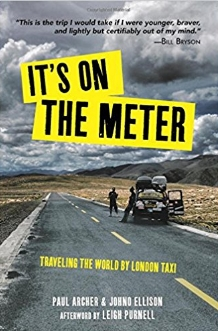 "This is the trip I would take if I were younger, braver,
and lightly but certifiably out of my mind."
—BILL BRYSON
IT'S ON
THE METER
TRAVELING THE WORLD BY LONDON TAXI
PAUL ARCHER & JOHNO ELLISON
AFTERWORD BY LEIGH PURNELL